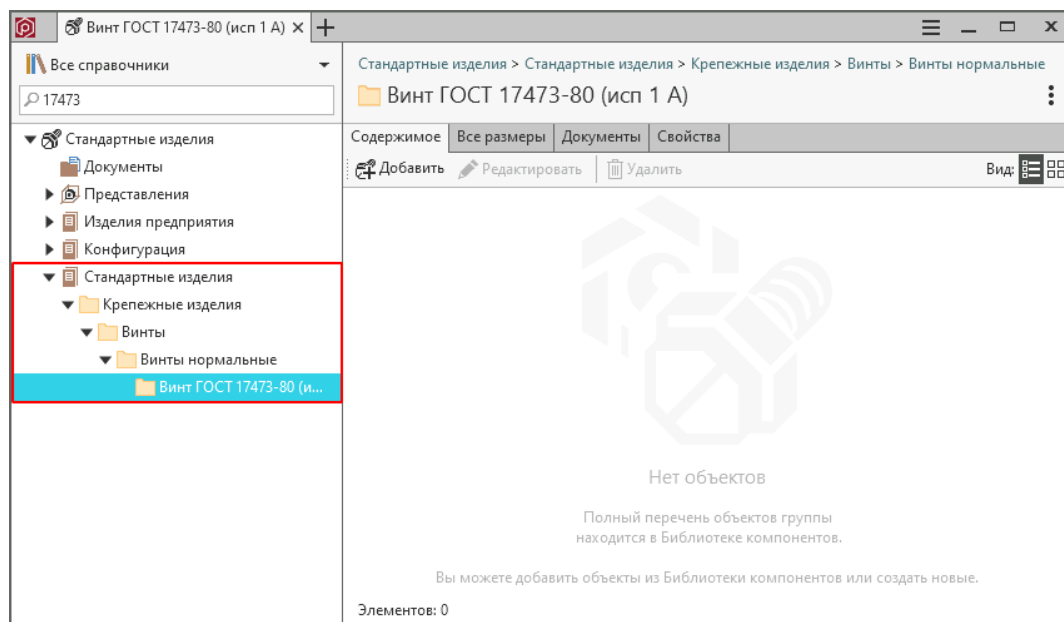 Винт ГОСТ 17473-80 (исп 1 А)
Все справочники
17473
Стандартные изделия
Документы
Представления
Изделия предприятия
Конфигурация
Стандартные изделия
Крепежные изделия
Винты
Винты нормальные
Винт ГОСТ 17473-80 (и...
Стандартные изделия > Стандартные изделия > Крепежные изделия > Винты > Винты нормальные
Винт ГОСТ 17473-80 (исп 1 А)
Содержимое Все размеры Документы Свойства
Добавить Редактировать Удалить Вид:
Нет объектов
Полный перечень объектов группы
находится в Библиотеке компонентов.
Вы можете добавить объекты из Библиотеки компонентов или создать новые.
Элементов: 0